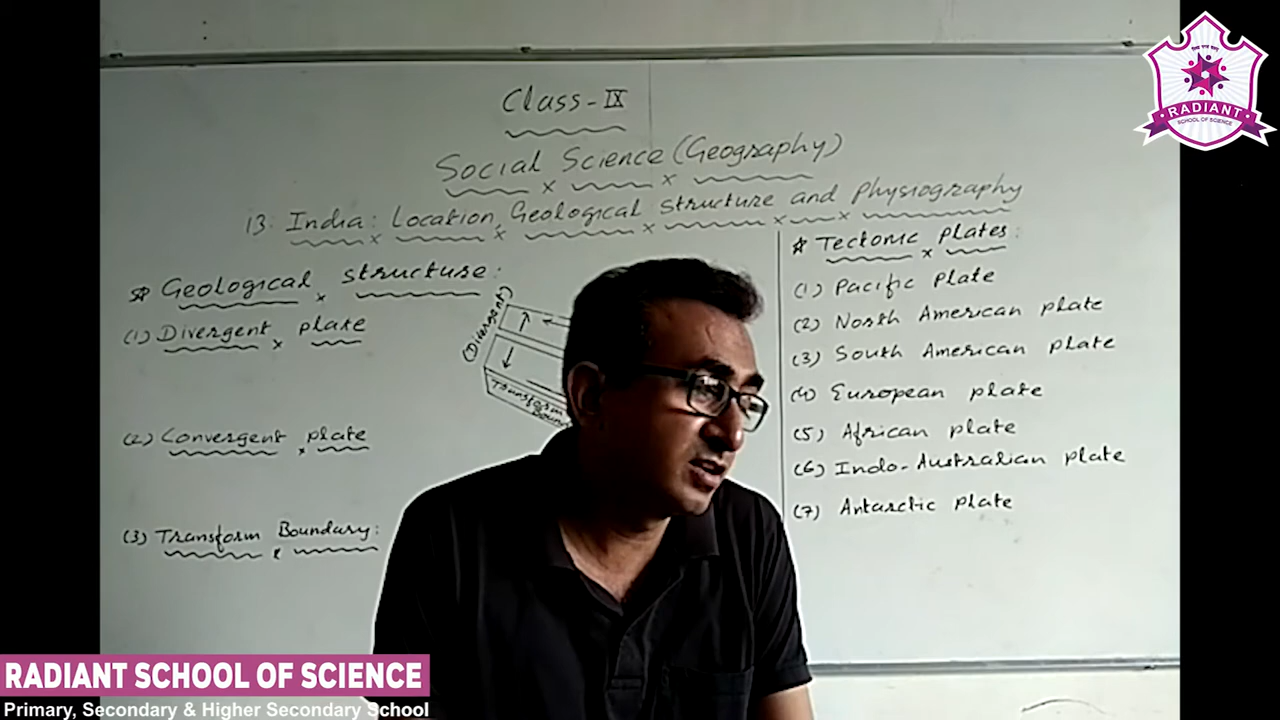 Class-IX
Social Science (Geography)
13. India: Location, Geological structure and physiography
* Geological structure:
(1) Divergent plate
(2) Convergent plate
(3) Transform Boundary:
(Divergent)
Transform
* Tectonic plates:
(1) Pacific plate
(2) North American plate
(3) South American plate
(4) European plate
(5) African plate
(6) Indo-Australian plate
(7) Antarctic plate
RADIANT
SCHOOL OF SCIENCE
RADIANT SCHOOL OF SCIENCE
Primary, Secondary & Higher Secondary School